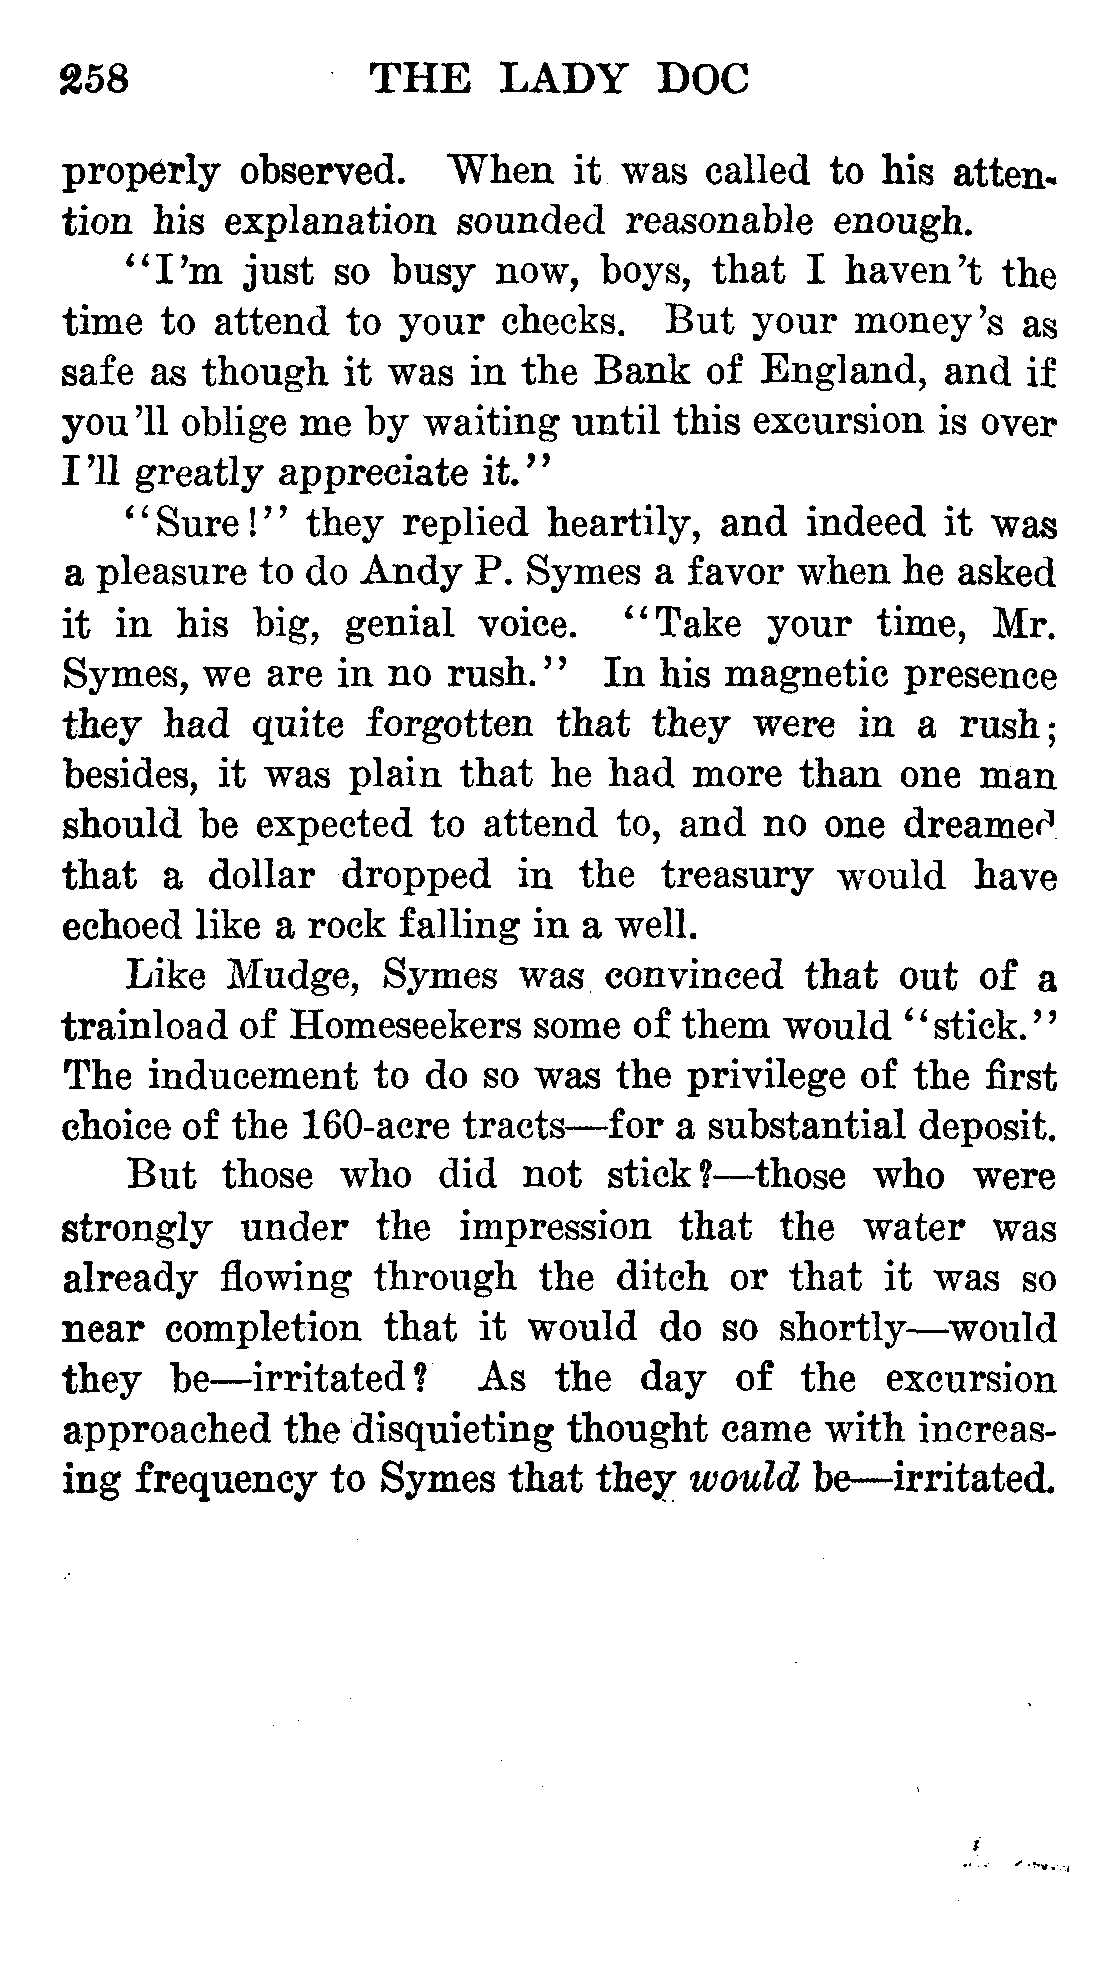 258 THE LADY DOC
properly observed. When it was called to his atten-
tion his explanation sounded reasonable enough.
“I’m just so busy now, boys, that I haven’t the
time to attend to your checks. But your money’s as
safe as though it was in the Bank of England, and if
you’ll oblige me by waiting until this excursion is over
I’ll greatly appreciate it.”
“Sure!” they replied heartily, and indeed it was
a pleasure to do Andy P. Symes a favor when he asked
it in his big, genial voice. “Take your time, Mr.
Symes, we are in no rush.” In his magnetic presence
they had quite forgotten that they were in a rush;
besides, it was plain that he had more than one man
should be expected to attend to, and no one dreamed
that a dollar dropped in the treasury would have
echoed like a rock falling in a well.
Like Mudge, Symes was convinced that out of a
trainload of Homeseekers some of them would “stick.”
The inducement to do so was the privilege of the first
choice of the 160-acre tracts—for a substantial deposit.
But those who did not stick?—those who were
strongly under the impression that the water was
already flowing through the ditch or that it was so
near completion that it would do so shortly—would
they be—irritated? As the day of the excursion
approached the disquieting thought came with increas-
ing frequency to Symes that they would be—irritated.